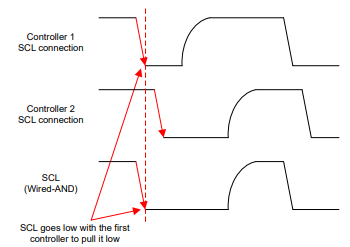 Controller 1
SCL connection
Controller 2
SCL connection
SCL
(Wired-AND)
SCL goes low with the first
controller to pull it low